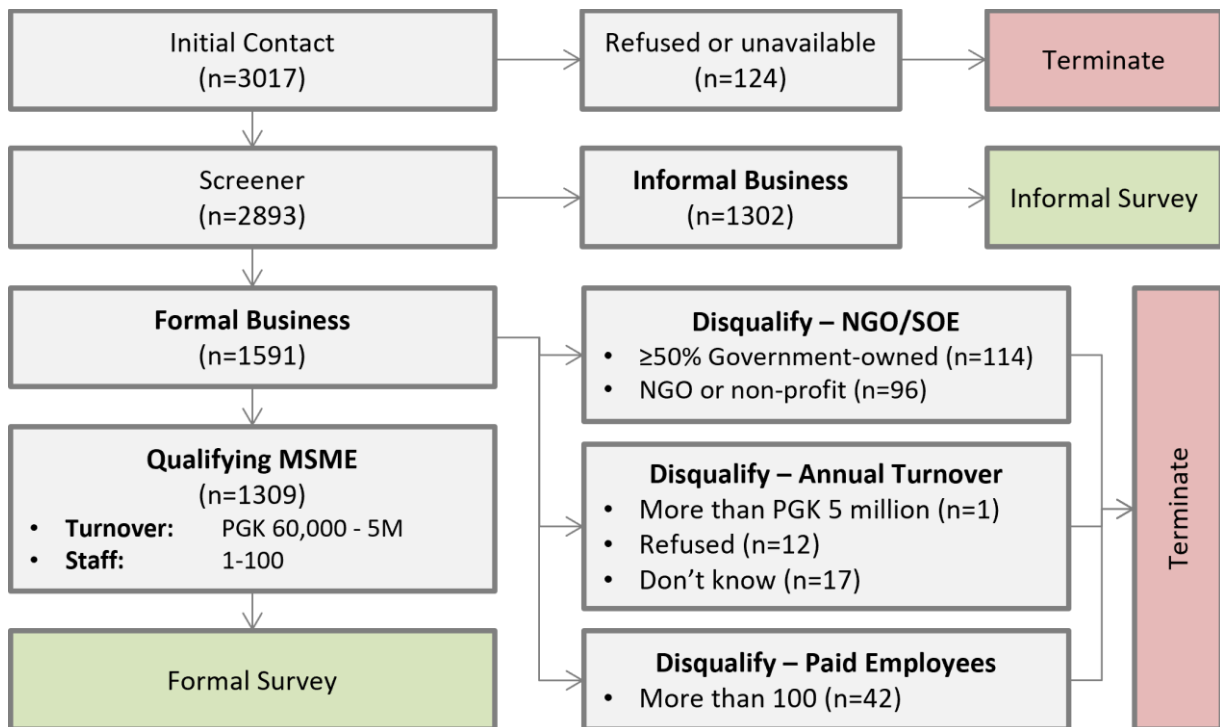 Initial Contact
(n=3017)
Refused or unavailable
(n=124)
Terminate
Screener
(n=2893)
Informal Business
(n=1302)
Informal Survey
Formal Business
(n=1591)
Disqualify – NGO/SOE
• ≥50% Government-owned (n=114)
• NGO or non-profit (n=96)
Qualifying MSME
(n=1309)
• Turnover: PGK 60,000 - 5M
• Staff: 1-100
Disqualify – Annual Turnover
• More than PGK 5 million (n=1)
• Refused (n=12)
• Don’t know (n=17)
Terminate
Formal Survey
Disqualify – Paid Employees
• More than 100 (n=42)